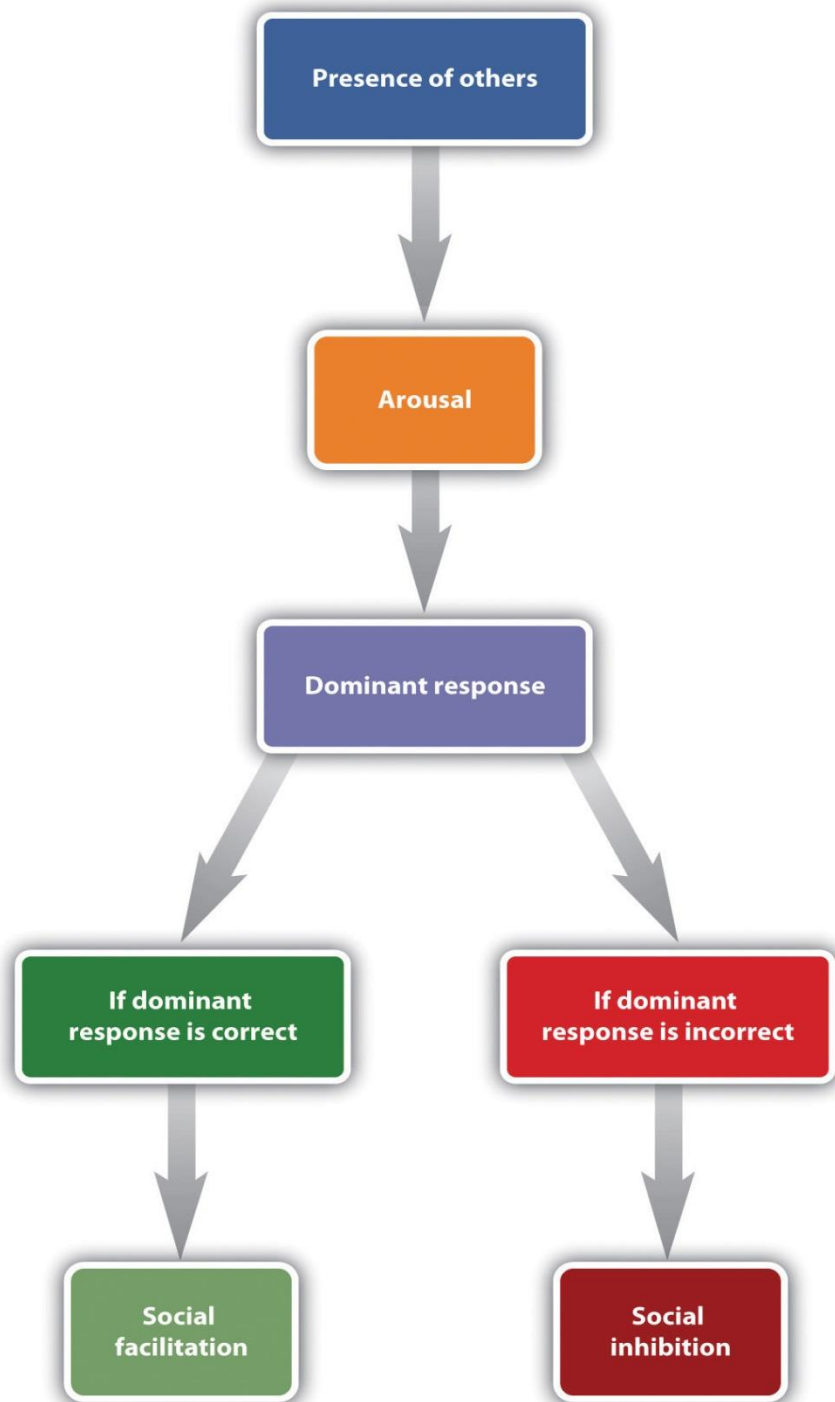 Presence of others
Arousal
Dominant response
If dominant
response is correct
If dominant
response is incorrect
Social
facilitation
Social
inhibition